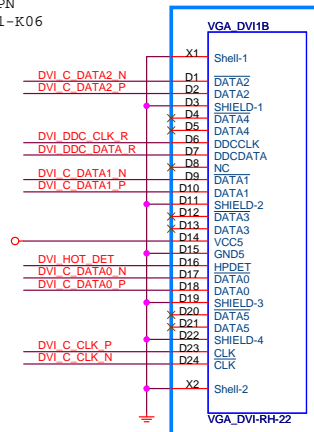 PN
1-K06
VGA_DVI1B
X1 Shell-1
DVI_C_DATA2_N D1 DATA2
DVI_C_DATA2_P D2 DATA2
D3 SHIELD-1
D4 DATA4
D5 DATA4
DVI_DDC_CLK_R D6 DDCCLK
DVI_DDC_DATA_R D7 DDCDATA
D8 NC
DVI_C_DATA1_N D9 DATA1
DVI_C_DATA1_P D10 DATA1
D11 SHIELD-2
D12 DATA3
D13 DATA3
D14 VCC5
D15 GND5
DVI_HOT_DET D16 HPDET
DVI_C_DATA0_N D17 DATA0
DVI_C_DATA0_P D18 DATA0
D19 SHIELD-3
D20 DATA5
D21 DATA5
D22 SHIELD-4
DVI_C_CLK_P D23 CLK
DVI_C_CLK_N D24 CLK
X2 Shell-2
VGA_DVI-RH-22